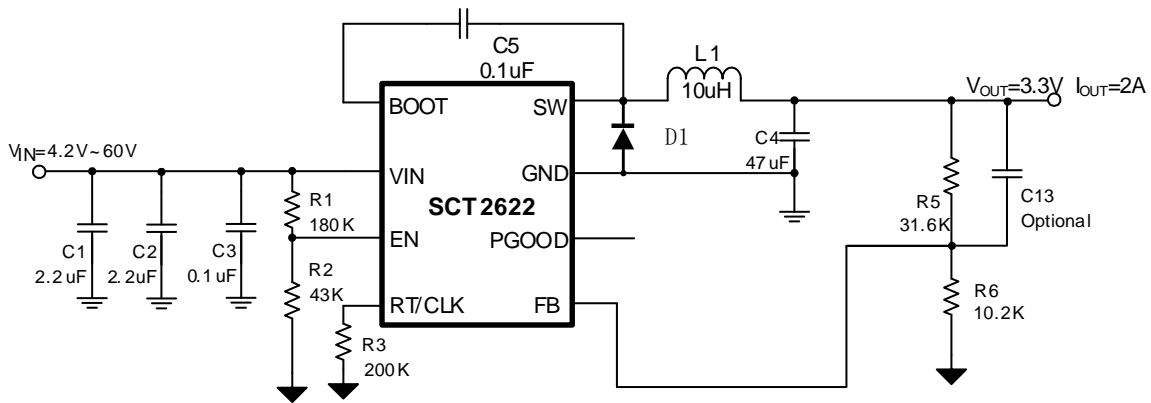 C5
0.1uF
L1
10uH
VOUT=3.3V IOUT=2A
BOOT
SW
D1
C4
47uF
VIN=4.2V~60V
VIN
GND
SCT2622
R1
180K
EN
PGOOD
R5
31.6K
C13
Optional
C1
2.2uF
C2
2.2uF
C3
0.1uF
R2
43K
RT/CLK
FB
R3
200K
R6
10.2K